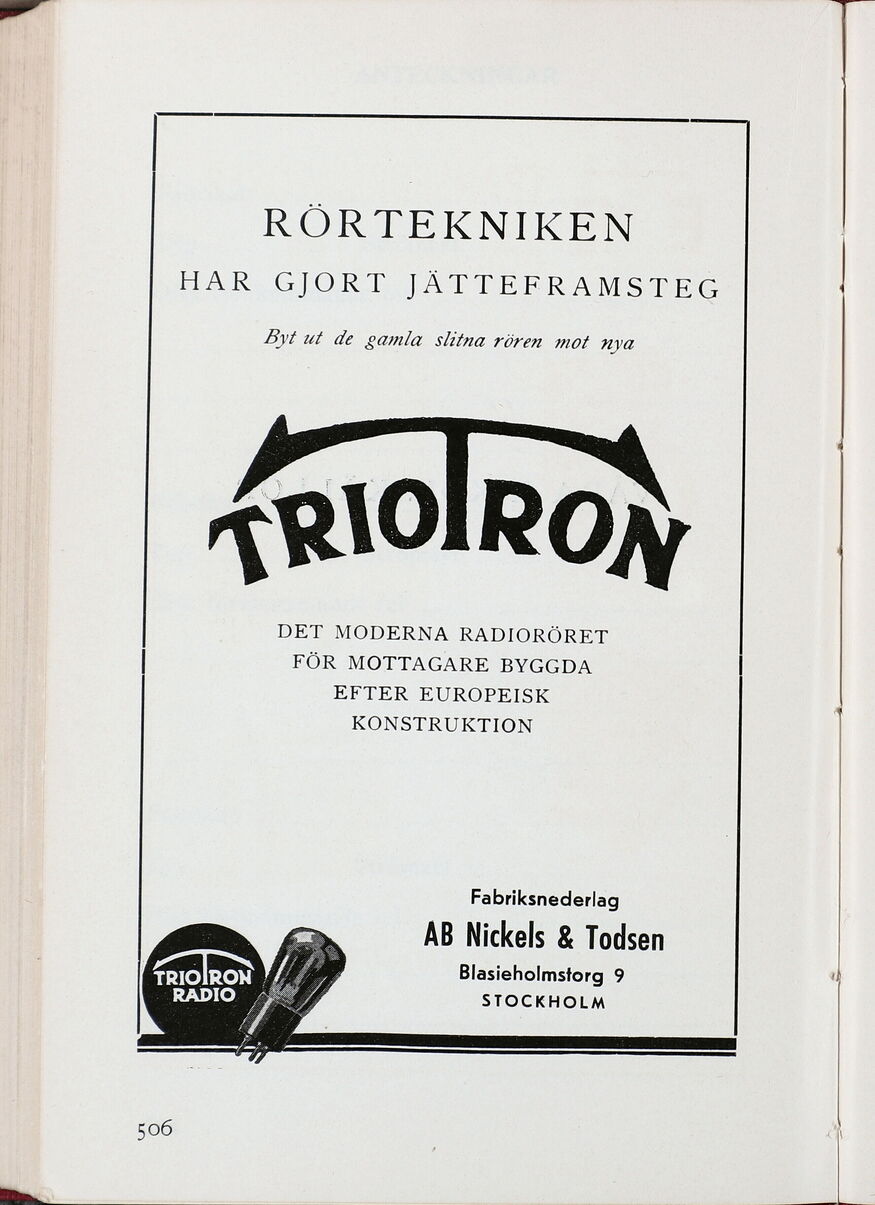 RÖRTEKNIKEN
HAR GJORT JÄTTEFRAMSTEG
Byt ut de gamla slitna rören mot nya
TRIOTRON
DET MODERNA RADIORÖRET
FÖR MOTTAGARE BYGGDA
EFTER EUROPEISK
KONSTRUKTION
Fabriksnederlag
AB Nickels & Todsen
Blasieholmstorg 9
STOCKHOLM
TRIOTRON
RADIO
506